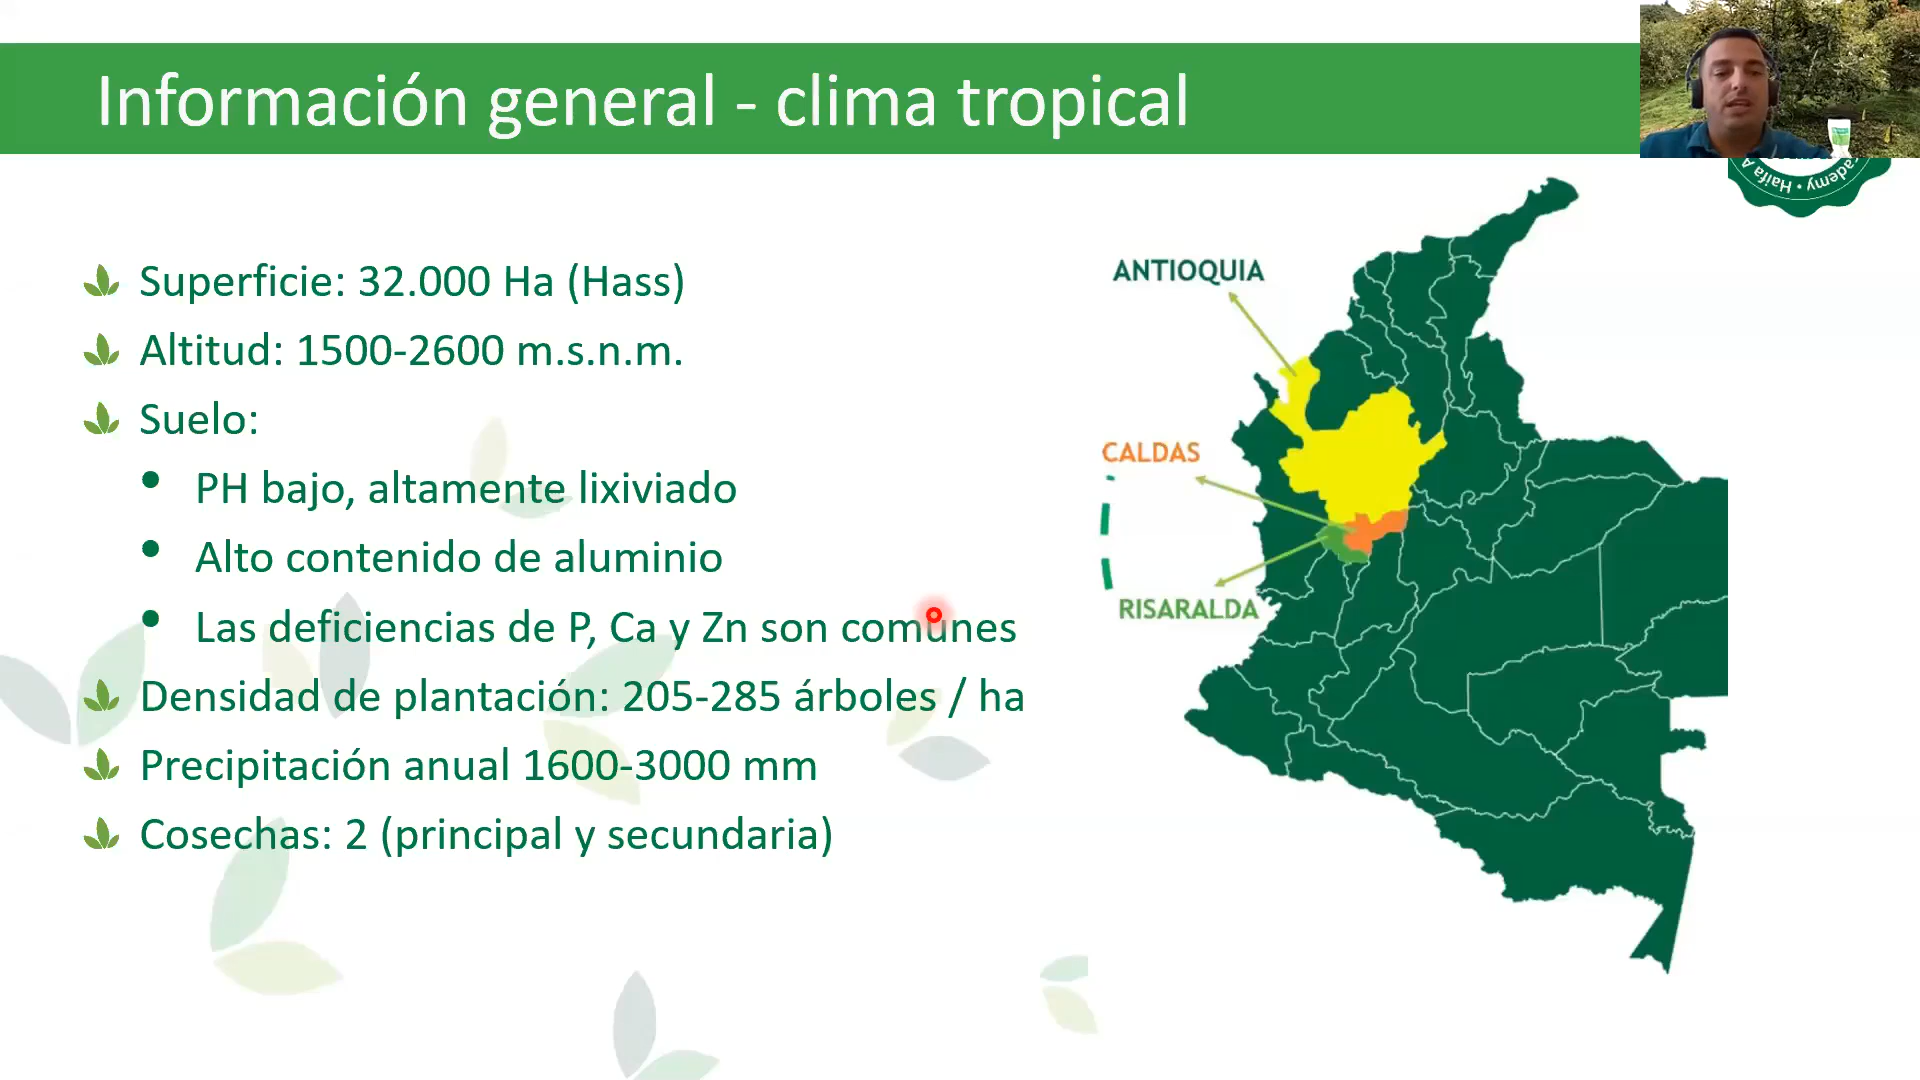 Información general - clima tropical
ademy • Haifa A
Superficie: 32.000 Ha (Hass)
Altitud: 1500-2600 m.s.n.m.
Suelo:
PH bajo, altamente lixiviado
Alto contenido de aluminio
Las deficiencias de P, Ca y Zn son comunes
Densidad de plantación: 205-285 árboles / ha
Precipitación anual 1600-3000 mm
Cosechas: 2 (principal y secundaria)
ANTIOQUIA
CALDAS
RISARALDA